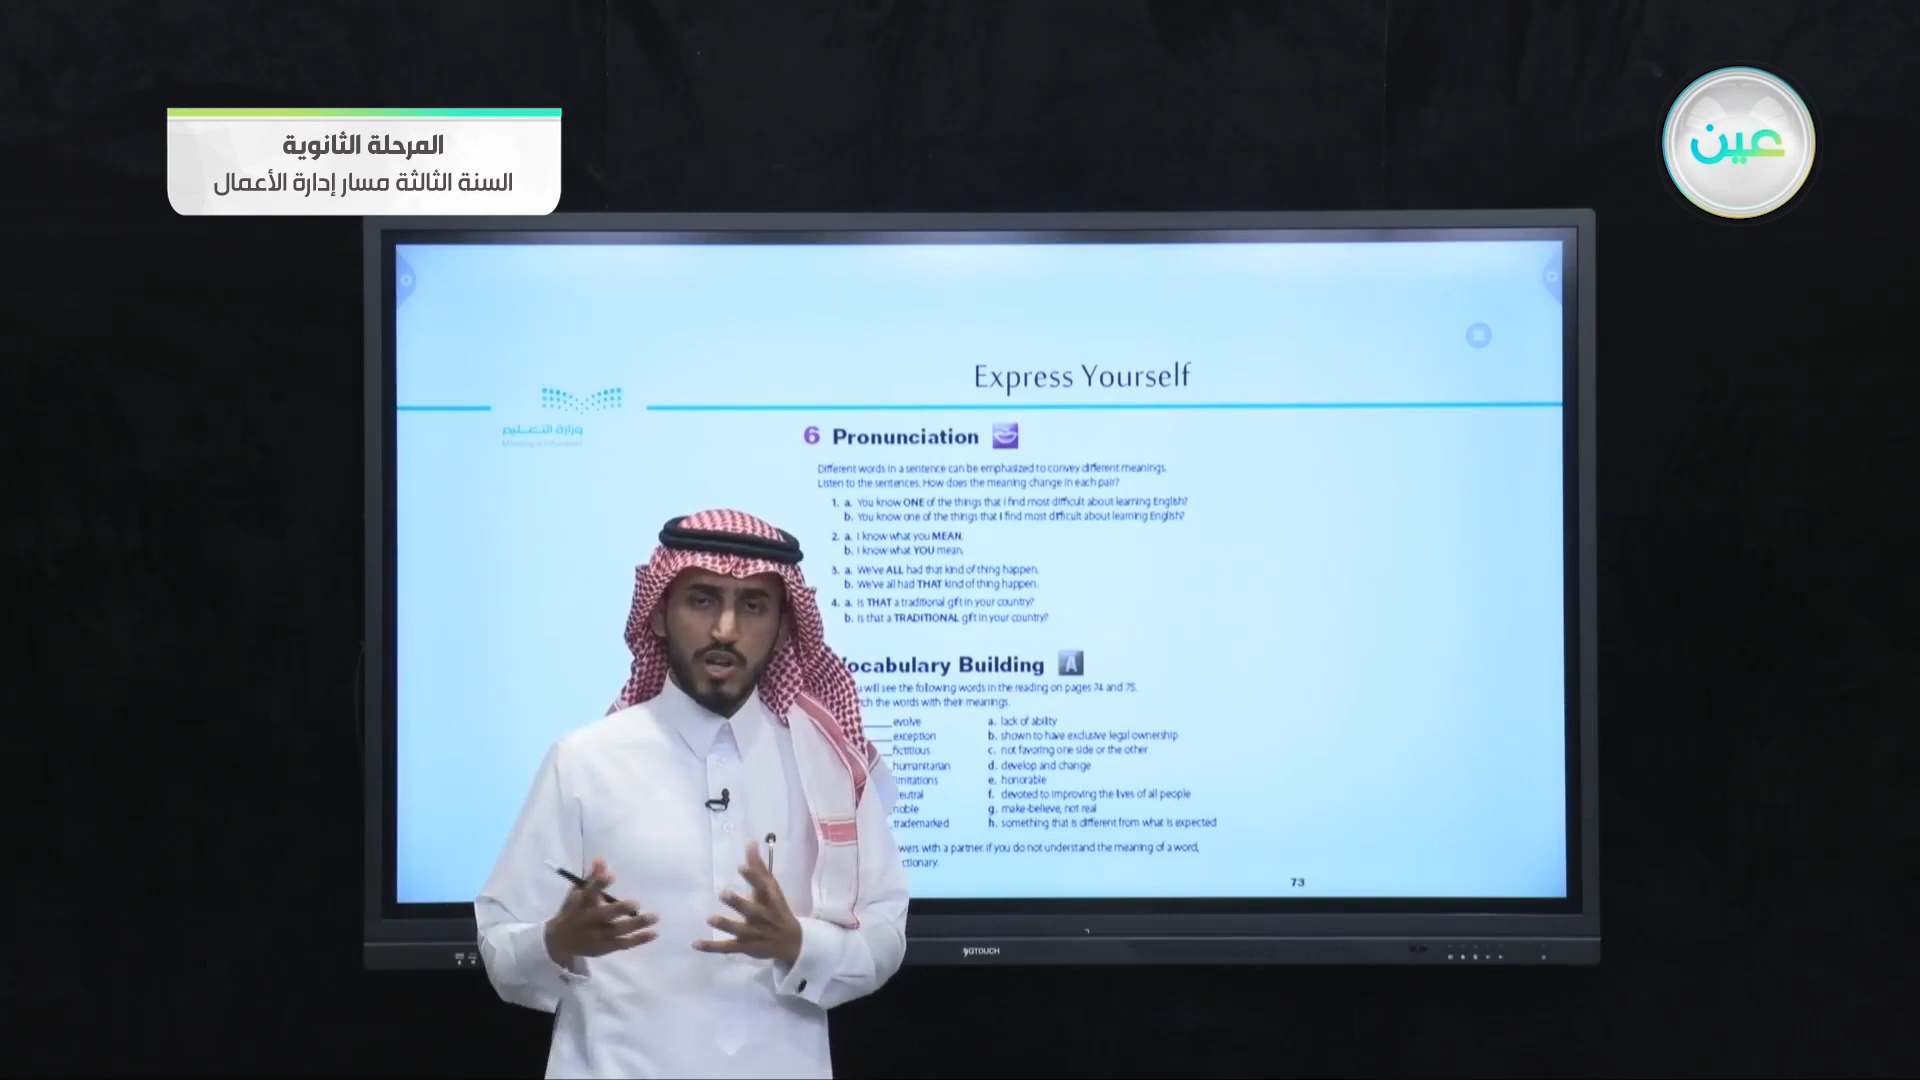 المرحلة الثانوية
السنة الثالثة مسار إدارة الأعمال
عين
Express Yourself
وزارة التعليم
Ministry of Education
6 Pronunciation
Different words in a sentence can be emphasized to convey different meanings.
Listen to the sentences. How does the meaning change in each pair?
1. a. You know ONE of the things that I find most difficult about learning English?
b. You know one of the things that I find most difficult about learning English?
2. a. I know what you MEAN.
b. I know what YOU mean.
3. a. We've ALL had that kind of thing happen.
b. We've all had THAT kind of thing happen.
4. a. Is THAT a traditional gift in your country?
b. Is that a TRADITIONAL gift in your country?
ocabulary Building A
u will see the following words in the reading on pages 74 and 75.
ch the words with their meanings.
evolve a. lack of ability
exception b. shown to have exclusive legal ownership
fictitious c. not favoring one side or the other
humanitarian d. develop and change
limitations e. honorable
eutral f. devoted to improving the lives of all people
noble g. make-believe, not real
trademarked h. something that is different from what is expected
wers with a partner. If you do not understand the meaning of a word,
ctionary.
73
YQTOUCH